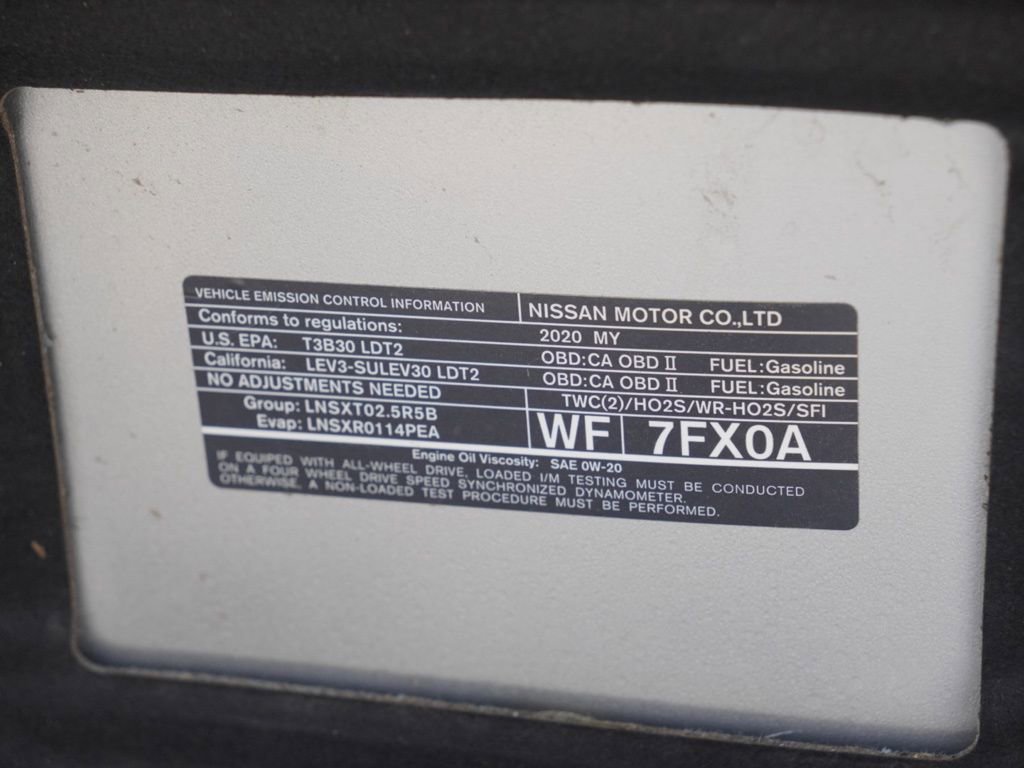 VEHICLE EMISSION CONTROL INFORMATION NISSAN MOTOR CO.,LTD
Conforms to regulations: 2020 MY
U.S. EPA: T3B30 LDT2 OBD:CA OBD II FUEL:Gasoline
California: LEV3-SULEV30 LDT2 OBD:CA OBD II FUEL:Gasoline
NO ADJUSTMENTS NEEDED TWC(2)/HO2S/WR-HO2S/SFI
Group: LNSXT02.5R5B
Evap: LNSXR0114PEA
WF 7FX0A
Engine Oil Viscosity: SAE 0W-20
IF EQUIPED WITH ALL-WHEEL DRIVE, LOADED I/M TESTING MUST BE CONDUCTED
ON A FOUR WHEEL DRIVE SPEED SYNCHRONIZED DYNAMOMETER.
OTHERWISE, A NON-LOADED TEST PROCEDURE MUST BE PERFORMED.